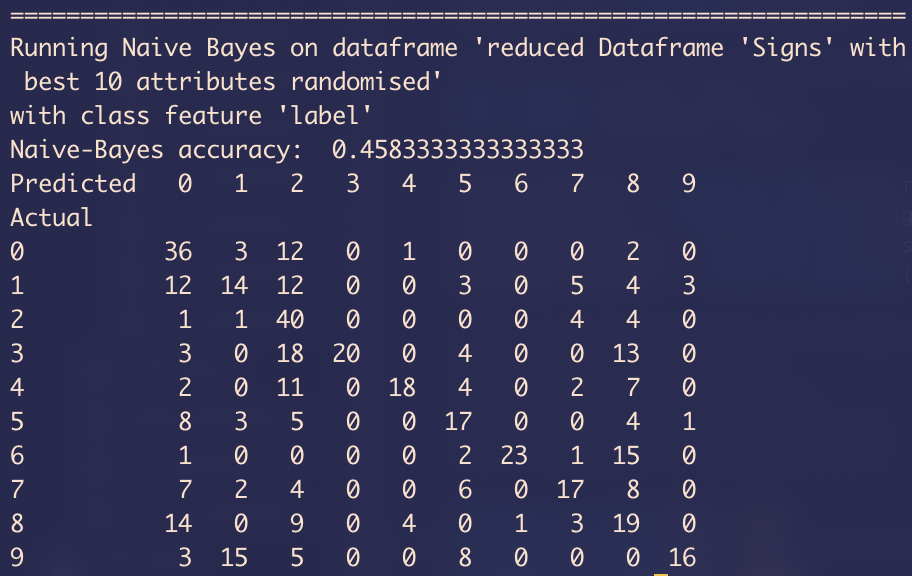 ================================================================
Running Naive Bayes on dataframe 'reduced Dataframe 'Signs' with
 best 10 attributes randomised'
with class feature 'label'
Naive-Bayes accuracy:  0.4583333333333333
Predicted   0   1   2   3   4   5   6   7   8   9
Actual
0          36   3  12   0   1   0   0   0   2   0
1          12  14  12   0   0   3   0   5   4   3
2           1   1  40   0   0   0   0   4   4   0
3           3   0  18  20   0   4   0   0  13   0
4           2   0  11   0  18   4   0   2   7   0
5           8   3   5   0   0  17   0   0   4   1
6           1   0   0   0   0   2  23   1  15   0
7           7   2   4   0   0   6   0  17   8   0
8          14   0   9   0   4   0   1   3  19   0
9           3  15   5   0   0   8   0   0   0  16